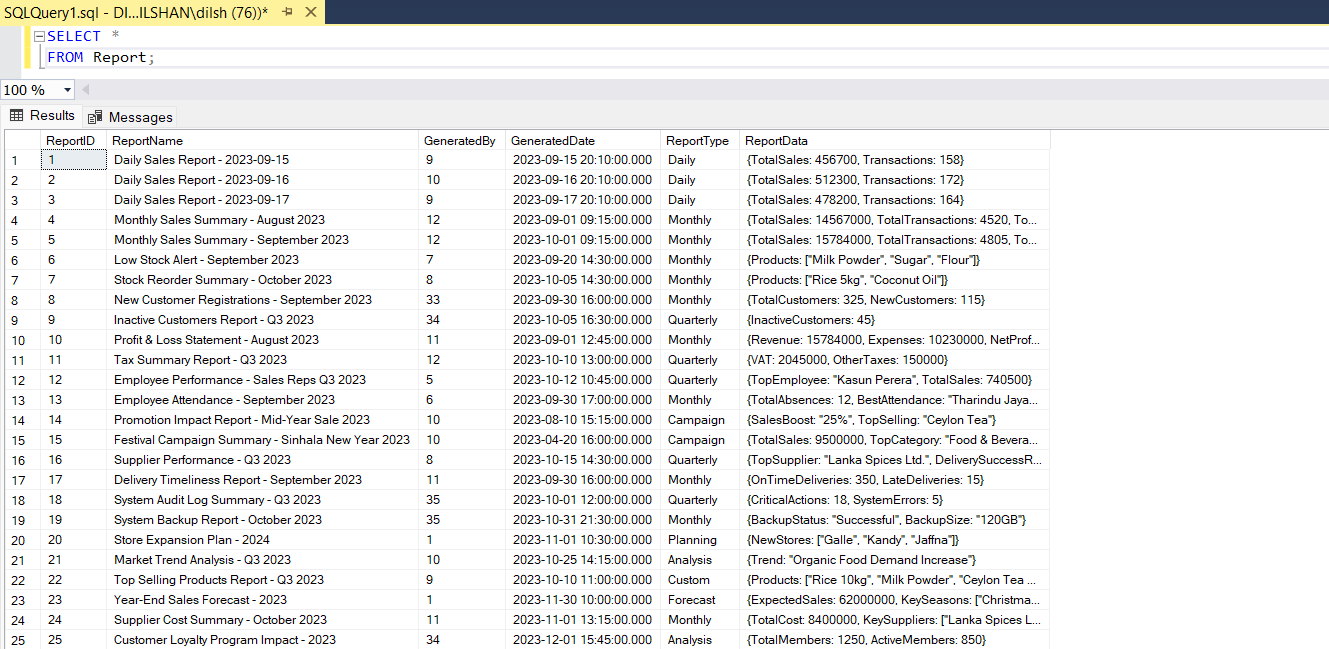 SQLQuery1.sql - DI...ILSHAN\dilsh (76))*
SELECT *
FROM Report;
100 %
Results Messages
ReportID ReportName GeneratedBy GeneratedDate ReportType ReportData
1 1 Daily Sales Report - 2023-09-15 9 2023-09-15 20:10:00.000 Daily {TotalSales: 456700, Transactions: 158}
2 2 Daily Sales Report - 2023-09-16 10 2023-09-16 20:10:00.000 Daily {TotalSales: 512300, Transactions: 172}
3 3 Daily Sales Report - 2023-09-17 9 2023-09-17 20:10:00.000 Daily {TotalSales: 478200, Transactions: 164}
4 4 Monthly Sales Summary - August 2023 12 2023-09-01 09:15:00.000 Monthly {TotalSales: 14567000, TotalTransactions: 4520, To...
5 5 Monthly Sales Summary - September 2023 12 2023-10-01 09:15:00.000 Monthly {TotalSales: 15784000, TotalTransactions: 4805, To...
6 6 Low Stock Alert - September 2023 7 2023-09-20 14:30:00.000 Monthly {Products: ["Milk Powder", "Sugar", "Flour"]}
7 7 Stock Reorder Summary - October 2023 8 2023-10-05 14:30:00.000 Monthly {Products: ["Rice 5kg", "Coconut Oil"]}
8 8 New Customer Registrations - September 2023 33 2023-09-30 16:00:00.000 Monthly {TotalCustomers: 325, NewCustomers: 115}
9 9 Inactive Customers Report - Q3 2023 34 2023-10-05 16:30:00.000 Quarterly {InactiveCustomers: 45}
10 10 Profit & Loss Statement - August 2023 11 2023-09-01 12:45:00.000 Monthly {Revenue: 15784000, Expenses: 10230000, NetProf...
11 11 Tax Summary Report - Q3 2023 12 2023-10-10 13:00:00.000 Quarterly {VAT: 2045000, OtherTaxes: 150000}
12 12 Employee Performance - Sales Reps Q3 2023 5 2023-10-12 10:45:00.000 Quarterly {TopEmployee: "Kasun Perera", TotalSales: 740500}
13 13 Employee Attendance - September 2023 6 2023-09-30 17:00:00.000 Monthly {TotalAbsences: 12, BestAttendance: "Tharindu Jaya...
14 14 Promotion Impact Report - Mid-Year Sale 2023 10 2023-08-10 15:15:00.000 Campaign {SalesBoost: "25%", TopSelling: "Ceylon Tea"}
15 15 Festival Campaign Summary - Sinhala New Year 2023 10 2023-04-20 16:00:00.000 Campaign {TotalSales: 9500000, TopCategory: "Food & Bevera...
16 16 Supplier Performance - Q3 2023 8 2023-10-15 14:30:00.000 Quarterly {TopSupplier: "Lanka Spices Ltd.", DeliverySuccessR...
17 17 Delivery Timeliness Report - September 2023 11 2023-09-30 16:00:00.000 Monthly {OnTimeDeliveries: 350, LateDeliveries: 15}
18 18 System Audit Log Summary - Q3 2023 35 2023-10-01 12:00:00.000 Quarterly {CriticalActions: 18, SystemErrors: 5}
19 19 System Backup Report - October 2023 35 2023-10-31 21:30:00.000 Monthly {BackupStatus: "Successful", BackupSize: "120GB"}
20 20 Store Expansion Plan - 2024 1 2023-11-01 10:30:00.000 Planning {NewStores: ["Galle", "Kandy", "Jaffna"]}
21 21 Market Trend Analysis - Q3 2023 10 2023-10-25 14:15:00.000 Analysis {Trend: "Organic Food Demand Increase"}
22 22 Top Selling Products Report - Q3 2023 9 2023-10-10 11:00:00.000 Custom {Products: ["Rice 10kg", "Milk Powder", "Ceylon Tea ...
23 23 Year-End Sales Forecast - 2023 1 2023-11-30 10:00:00.000 Forecast {ExpectedSales: 62000000, KeySeasons: ["Christma...
24 24 Supplier Cost Summary - October 2023 11 2023-11-01 13:15:00.000 Monthly {TotalCost: 8400000, KeySuppliers: ["Lanka Spices L...
25 25 Customer Loyalty Program Impact - 2023 34 2023-12-01 15:45:00.000 Analysis {TotalMembers: 1250, ActiveMembers: 850}